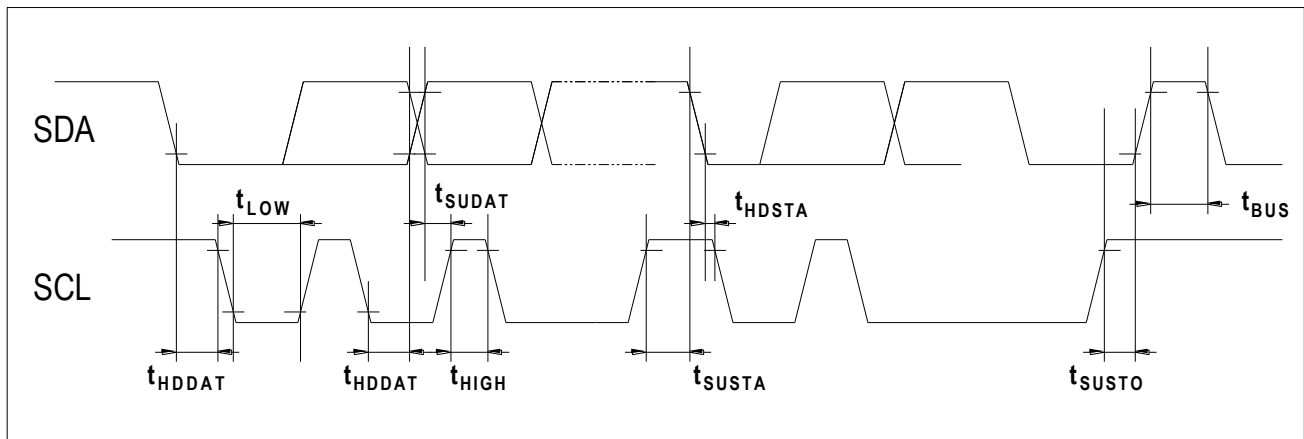 SDA
tLOW
tSUDAT
tHDSTA
tBUS
SCL
tHDDAT
tHDDAT
tHIGH
tSUSTA
tSUSTO